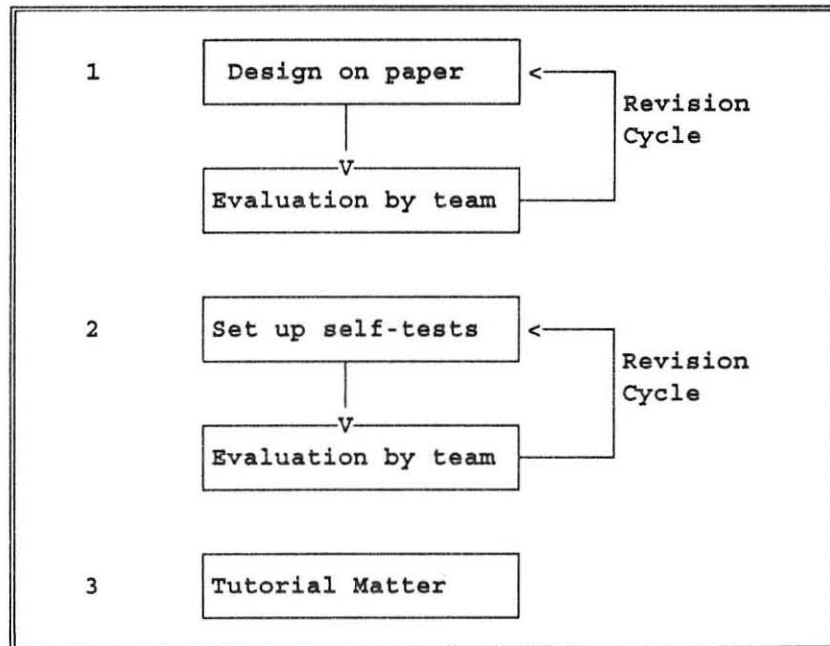 1 Design on paper <
Revision
Cycle
V
Evaluation by team
2 Set up self-tests <
Revision
Cycle
V
Evaluation by team
3 Tutorial Matter